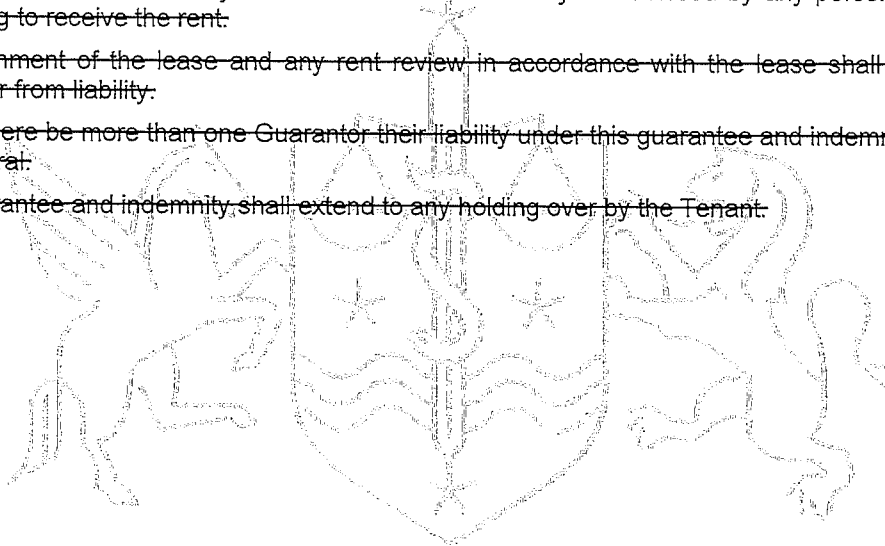 g to receive the rent.
nment of the lease and any rent review in accordance with the lease shall
r from liability.
ere be more than one Guarantor their liability under this guarantee and indemn
ral.
antee and indemnity shall extend to any holding over by the Tenant.